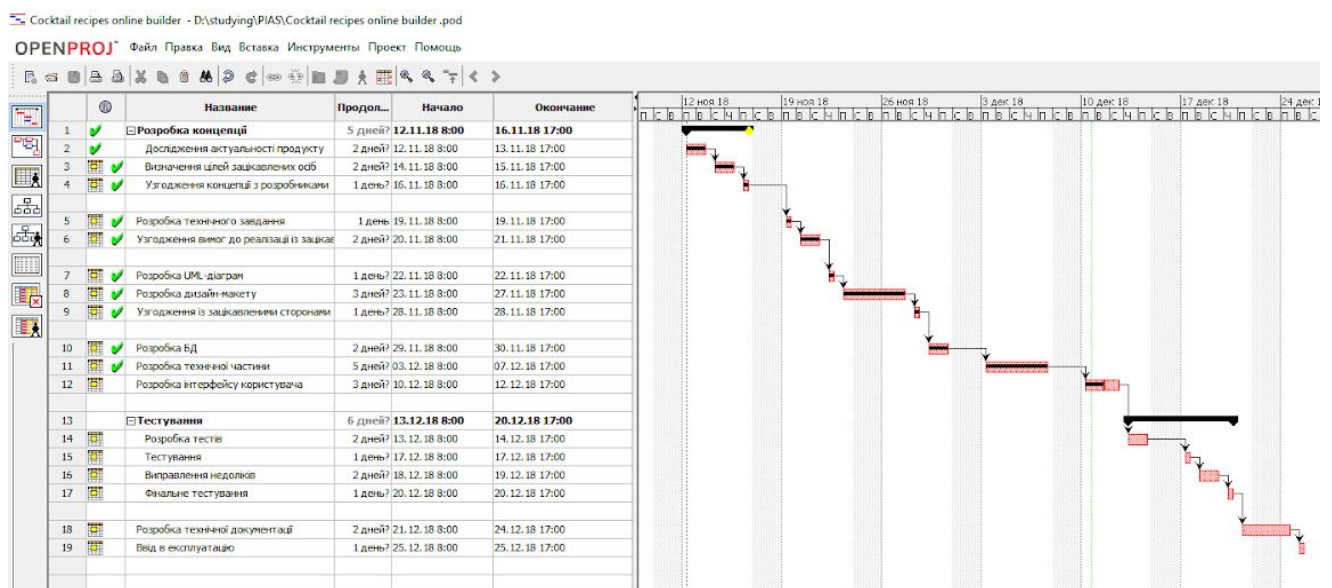 Cocktail recipes online builder - D:\studying\PIAS\Cocktail recipes online builder .pod
OPENPROJ Файл Правка Вид Вставка Инструменты Проект Помощь
Название Продол... Начало Окончание
12 ноя 18 19 ноя 18 26 ноя 18 3 дек 18 10 дек 18 17 дек 18 24 дек 1
П С В П В С Ч П С В П В С Ч П С В П В С Ч П С В П В С Ч П С В П В С Ч П С В П В С Ч П С В П В С
1 Розробка концепції 5 дней? 12.11.18 8:00 16.11.18 17:00
2 Дослідження актуальності продукту 2 дней? 12.11.18 8:00 13.11.18 17:00
3 Визначення цілей зацікавлених осіб 2 дней? 14.11.18 8:00 15.11.18 17:00
4 Узгодження концепції з розробниками 1 день? 16.11.18 8:00 16.11.18 17:00
5 Розробка технічного завдання 1 день 19.11.18 8:00 19.11.18 17:00
6 Узгодження вимог до реалізації із зацікав 2 дней? 20.11.18 8:00 21.11.18 17:00
7 Розробка UML-діаграм 1 день? 22.11.18 8:00 22.11.18 17:00
8 Розробка дизайн-макету 3 дней? 23.11.18 8:00 27.11.18 17:00
9 Узгодження із зацікавленими сторонами 1 день? 28.11.18 8:00 28.11.18 17:00
10 Розробка БД 2 дней? 29.11.18 8:00 30.11.18 17:00
11 Розробка технічної частини 5 дней? 03.12.18 8:00 07.12.18 17:00
12 Розробка інтерфейсу користувача 3 дней? 10.12.18 8:00 12.12.18 17:00
13 Тестування 6 дней? 13.12.18 8:00 20.12.18 17:00
14 Розробка тестів 2 дней? 13.12.18 8:00 14.12.18 17:00
15 Тестування 1 день? 17.12.18 8:00 17.12.18 17:00
16 Виправлення недоліків 2 дней? 18.12.18 8:00 19.12.18 17:00
17 Фінальне тестування 1 день? 20.12.18 8:00 20.12.18 17:00
18 Розробка технічної документації 2 дней? 21.12.18 8:00 24.12.18 17:00
19 Ввід в експлуатацію 1 день? 25.12.18 8:00 25.12.18 17:00